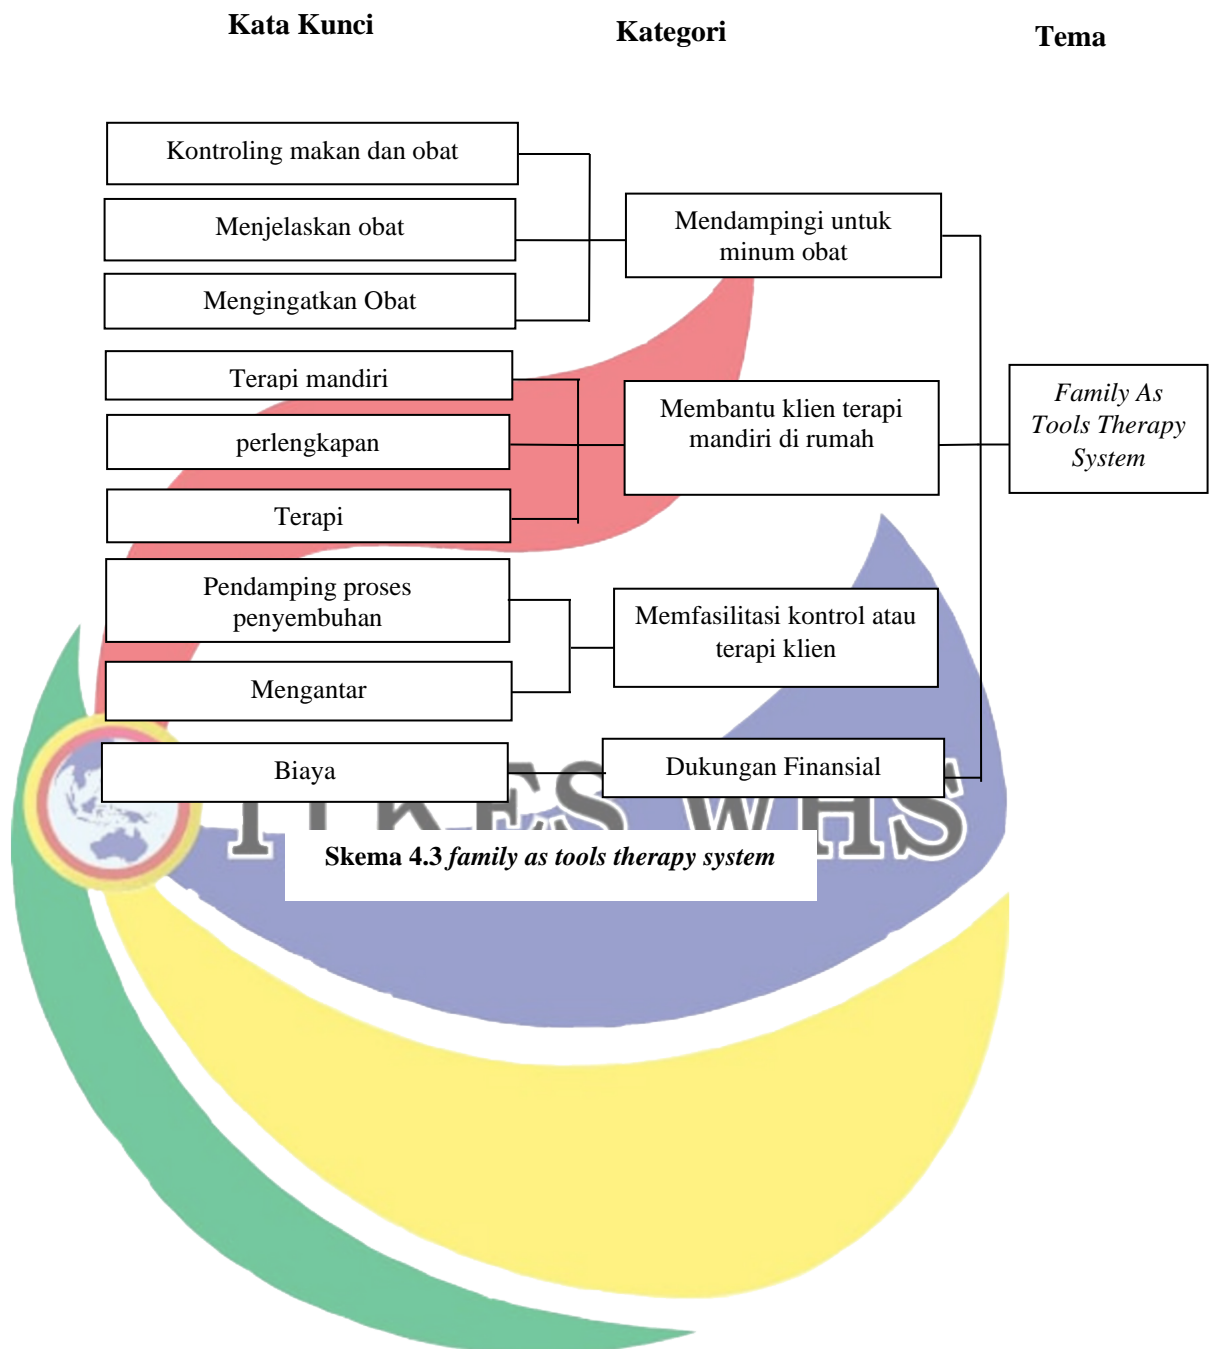 Kata Kunci
Kategori
Tema
Kontroling makan dan obat
Menjelaskan obat
Mengingatkan Obat
Mendampingi untuk
minum obat
Terapi mandiri
perlengkapan
Terapi
Membantu klien terapi
mandiri di rumah
Family As
Tools Therapy
System
Pendamping proses
penyembuhan
Mengantar
Memfasilitasi kontrol atau
terapi klien
Biaya
Dukungan Finansial
WHS
Skema 4.3 family as tools therapy system